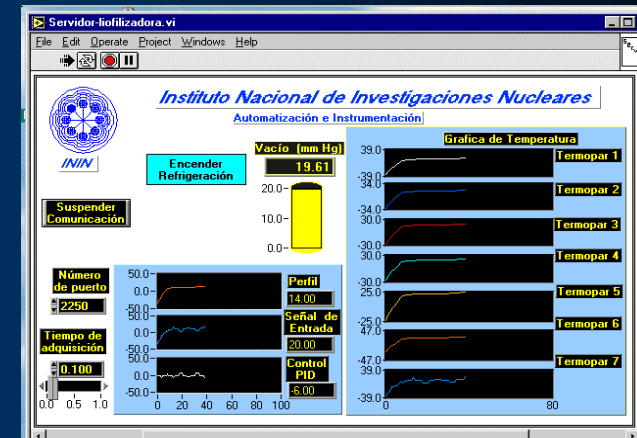 Servidor-liofilizadora.vi
File Edit Operate Project Windows Help
Instituto Nacional de Investigaciones Nucleares
Automatización e Instrumentación
ININ
Encender
Refrigeración
Vacío (mm Hg)
19.61
20.0
10.0
0.0
Suspender
Comunicación
Número
de puerto
2250
Tiempo de
adquisición
0.100
0.0 0.5 1.0
50.0
0.0
-50.0
50.0
0.0
-50.0
50.0
0.0
-50.0
0 20 40 60 80 100
Perfil
14.00
Señal de
Entrada
20.00
Control
PID
-6.00
Grafica de Temperatura
39.0
-39.0
Termopar 1
34.0
-34.0
Termopar 2
30.0
-30.0
Termopar 3
30.0
-30.0
Termopar 4
25.0
-25.0
Termopar 5
47.0
-47.0
Termopar 6
39.0
-39.0
Termopar 7
0 80